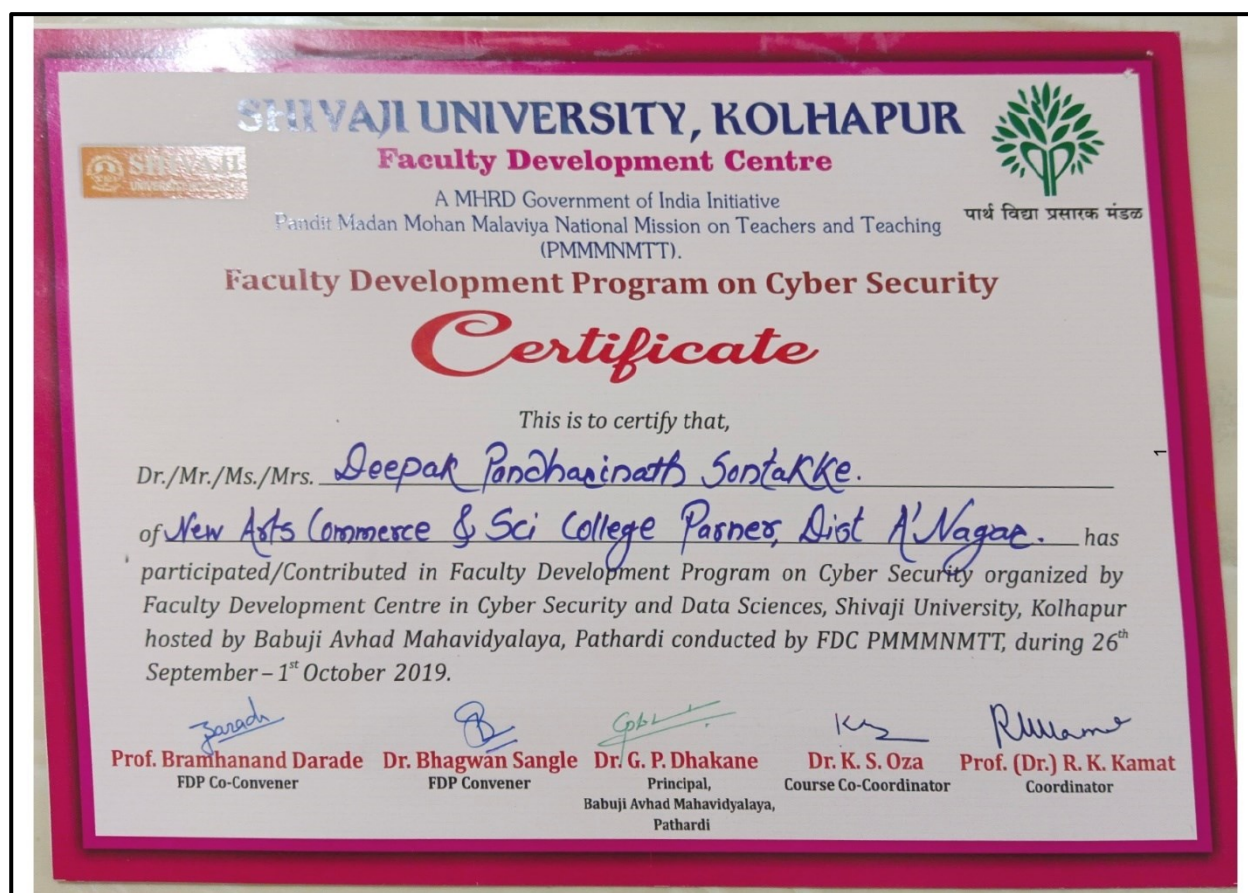 SHIVAJI UNIVERSITY, KOLHAPUR
SHIVAJI
UNIVERSITY
Faculty Development Centre
A MHRD Government of India Initiative
Pandit Madan Mohan Malaviya National Mission on Teachers and Teaching
(PMMMNMTT).
पार्थ विद्या प्रसारक मंडळ
Faculty Development Program on Cyber Security
Certificate
This is to certify that,
Dr./Mr./Ms./Mrs. Deepak Pandharinath Sontakke.
of New Arts Commerce & Sci College Parner, Dist A'Nagar. has
participated/Contributed in Faculty Development Program on Cyber Security organized by
Faculty Development Centre in Cyber Security and Data Sciences, Shivaji University, Kolhapur
hosted by Babuji Avhad Mahavidyalaya, Pathardi conducted by FDC PMMMNMTT, during 26th
September – 1st October 2019.
1
Prof. Bramhanand Darade Dr. Bhagwan Sangle Dr. G. P. Dhakane Dr. K. S. Oza Prof. (Dr.) R. K. Kamat
FDP Co-Convener FDP Convener Principal, Course Co-Coordinator Coordinator
Babuji Avhad Mahavidyalaya,
Pathardi